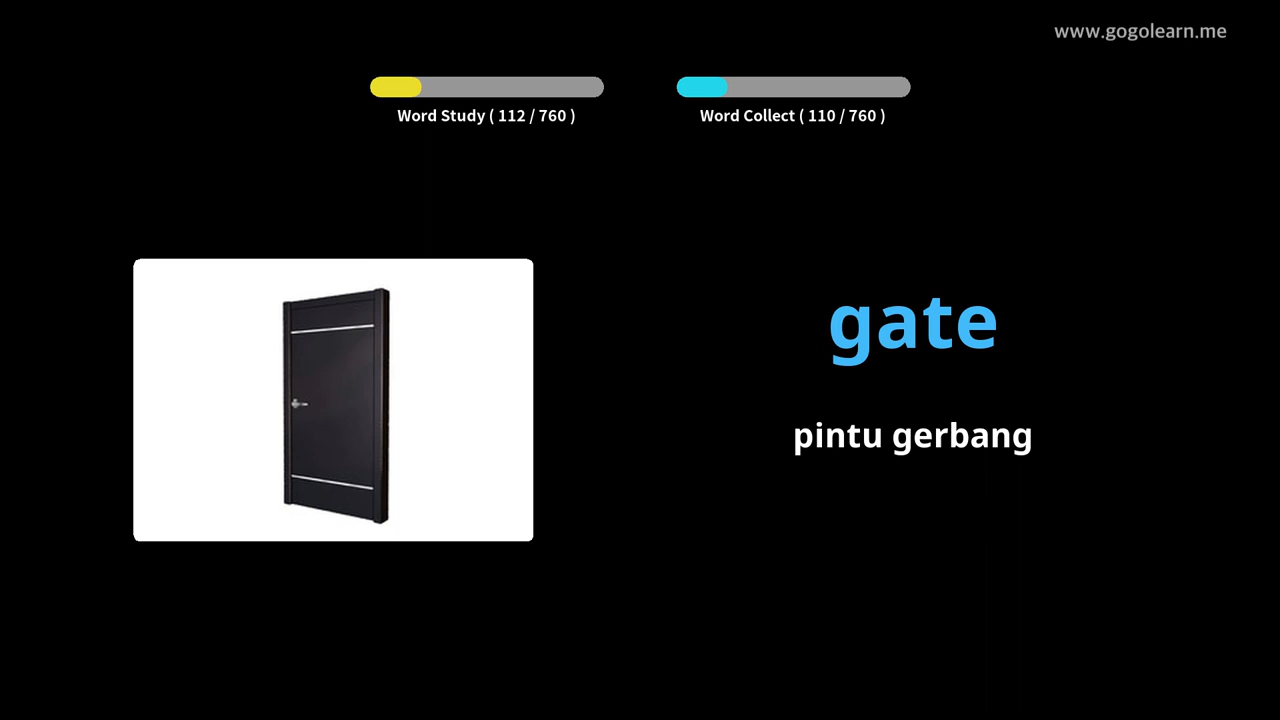 www.gogolearn.me
Word Study ( 112 / 760 )
Word Collect ( 110 / 760 )
gate
pintu gerbang